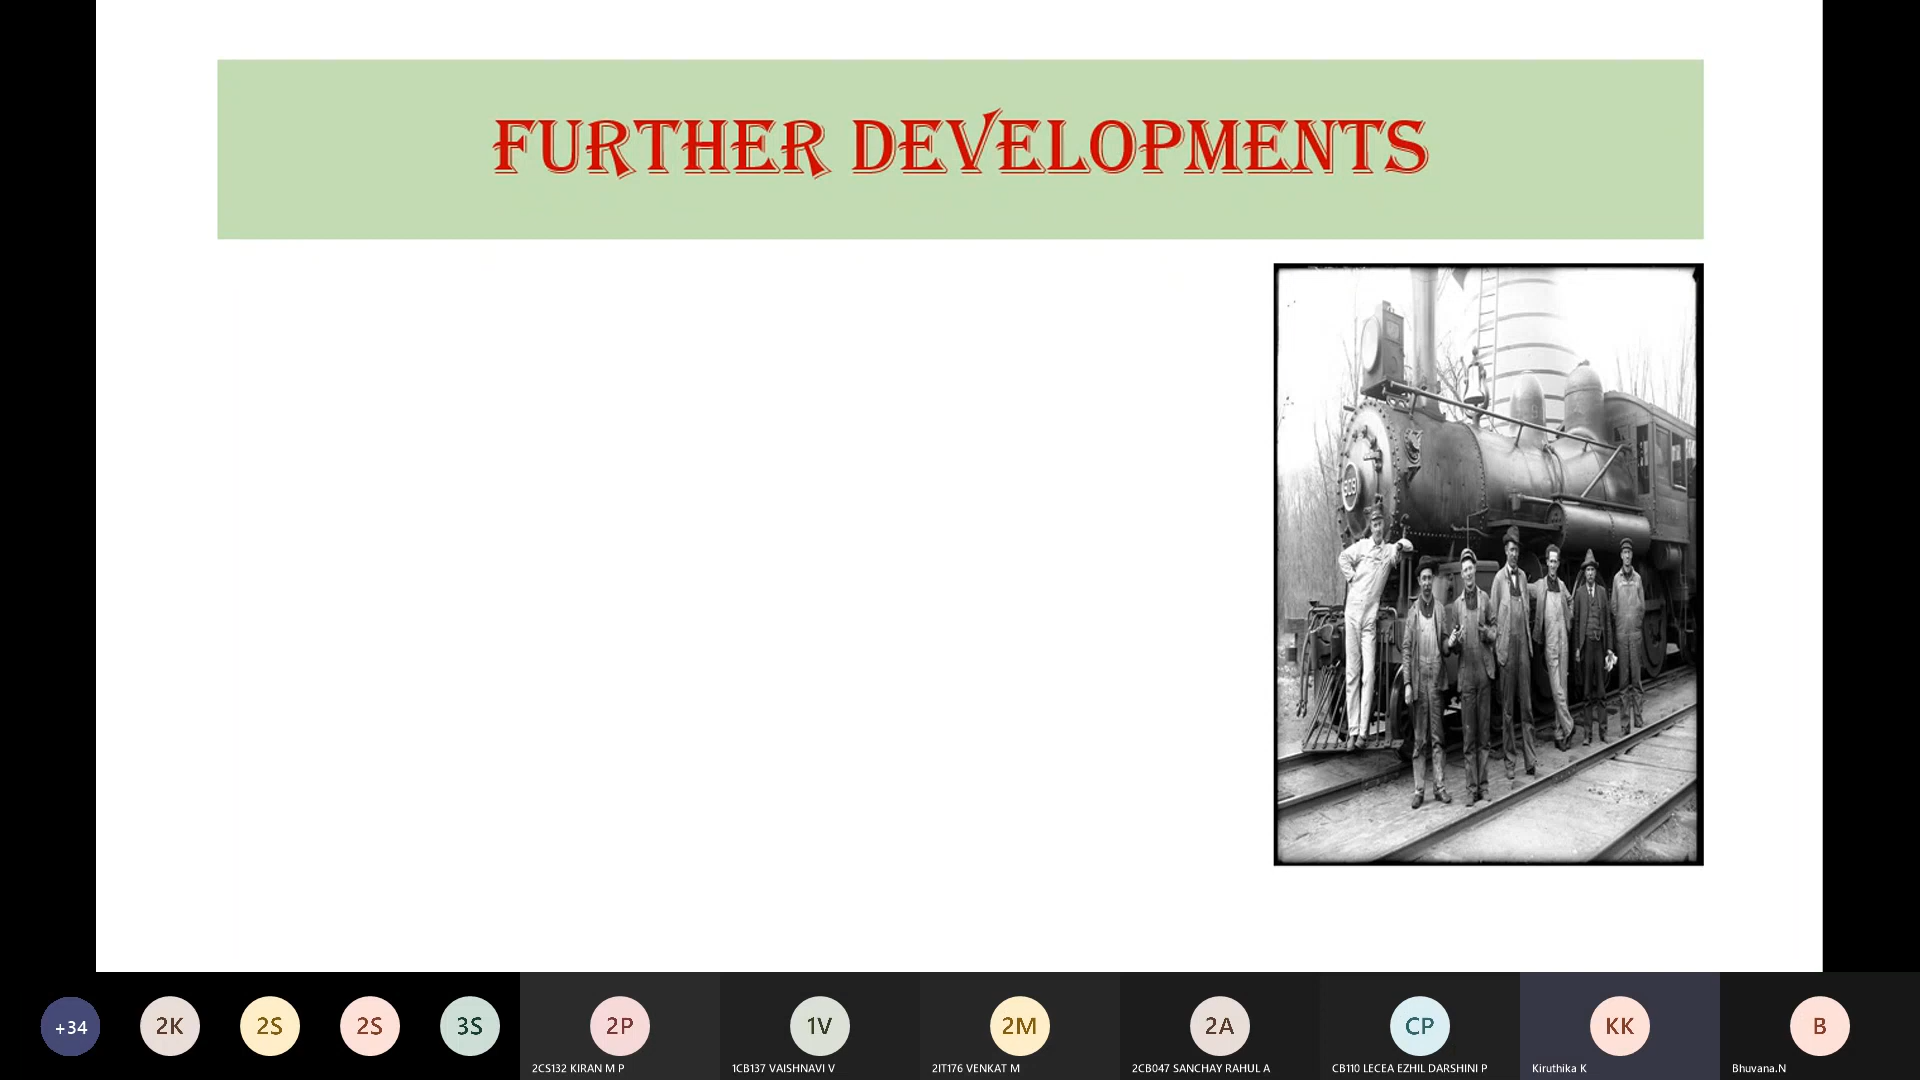 FURTHER DEVELOPMENTS
909
+34
2K
2S
2S
3S
2P
1V
2M
2A
CP
KK
B
2CS132 KIRAN M P
1CB137 VAISHNAVI V
2IT176 VENKAT M
2CB047 SANCHAY RAHUL A
CB110 LECEA EZHIL DARSHINI P
Kiruthika K
Bhuvana.N